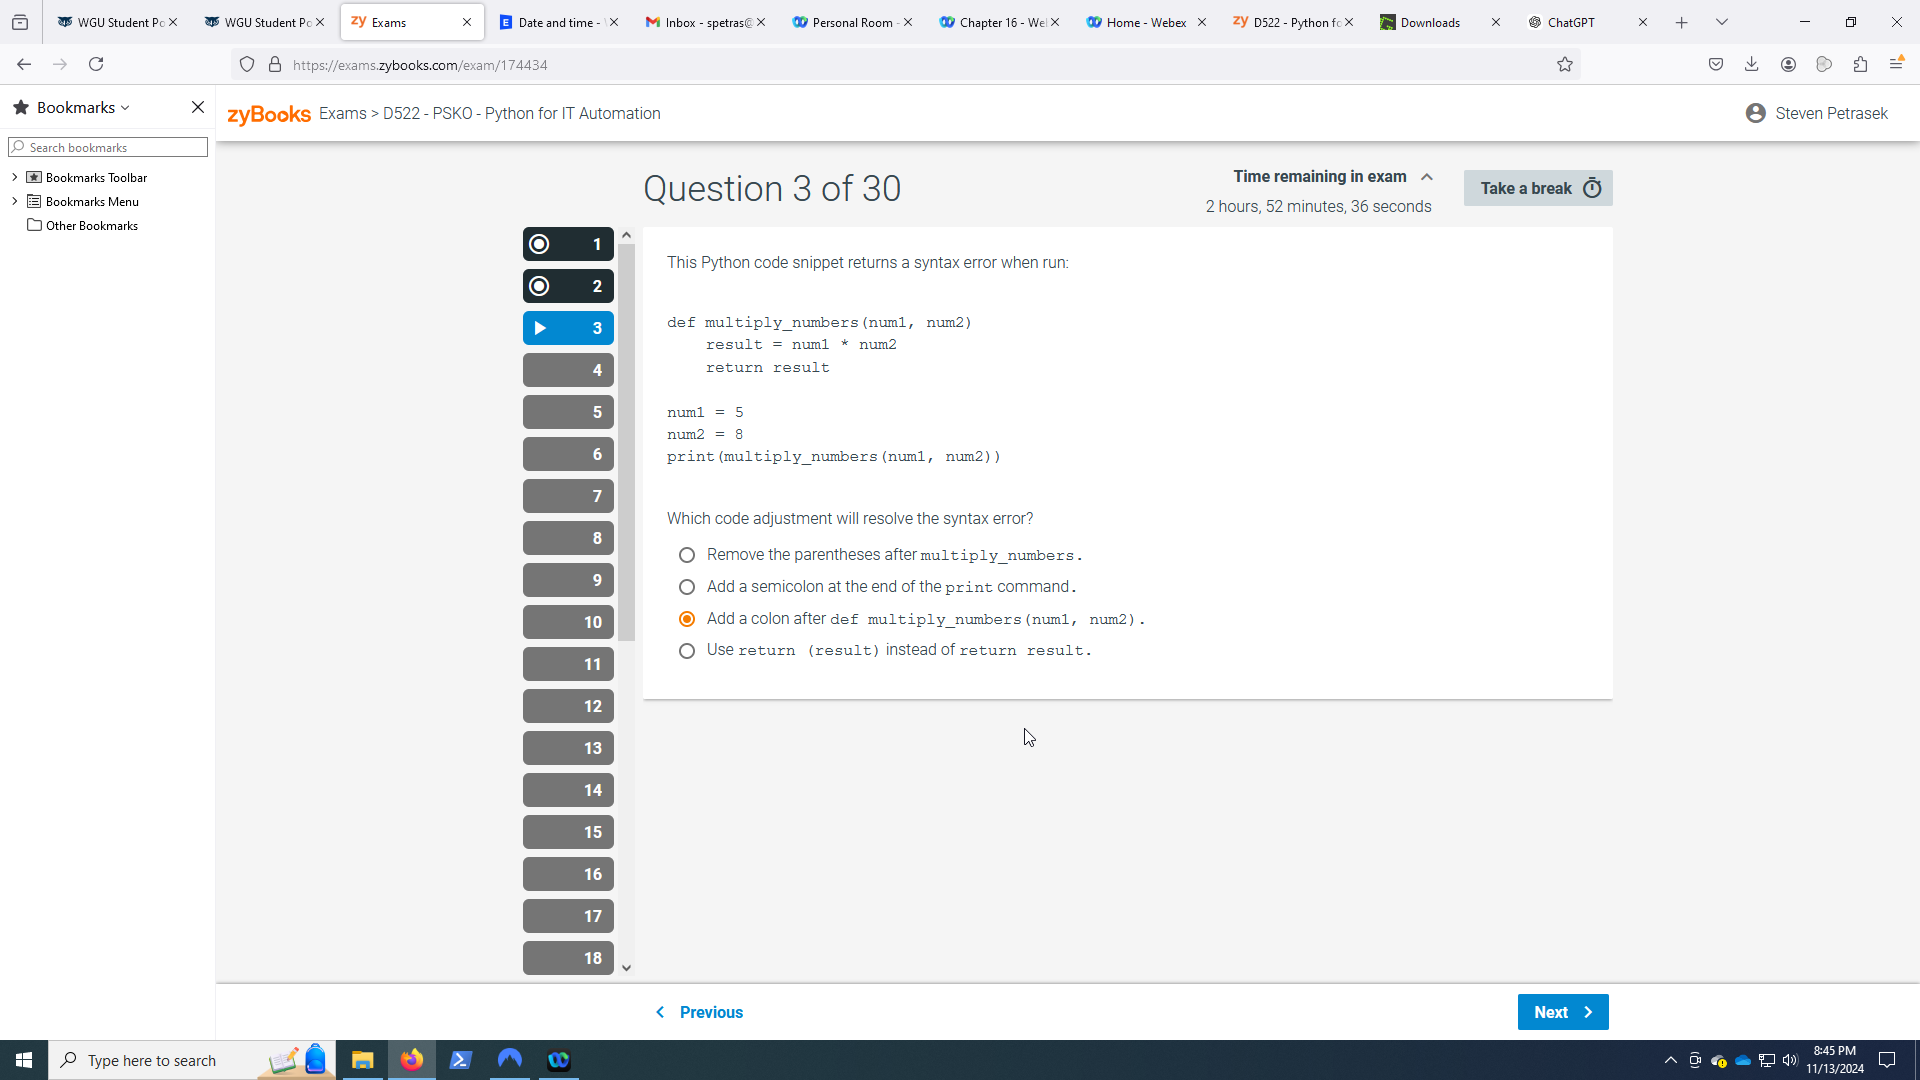 WGU Student Po
WGU Student Po
zy Exams
Date and time -
Inbox - spetras@
Personal Room -
Chapter 16 - We
Home - Webex
zy D522 - Python fo
Downloads
ChatGPT
https://exams.zybooks.com/exam/174434
Bookmarks
Search bookmarks
Bookmarks Toolbar
Bookmarks Menu
Other Bookmarks
zyBooks Exams > D522 - PSKO - Python for IT Automation
Steven Petrasek
Question 3 of 30
Time remaining in exam
2 hours, 52 minutes, 36 seconds
Take a break
1
2
3
4
5
6
7
8
9
10
11
12
13
14
15
16
17
18
This Python code snippet returns a syntax error when run:
def multiply_numbers(num1, num2)
result = num1 * num2
return result
num1 = 5
num2 = 8
print(multiply_numbers(num1, num2))
Which code adjustment will resolve the syntax error?
Remove the parentheses after multiply_numbers.
Add a semicolon at the end of the print command.
Add a colon after def multiply_numbers(num1, num2).
Use return (result) instead of return result.
Previous
Next
Type here to search
8:45 PM
11/13/2024